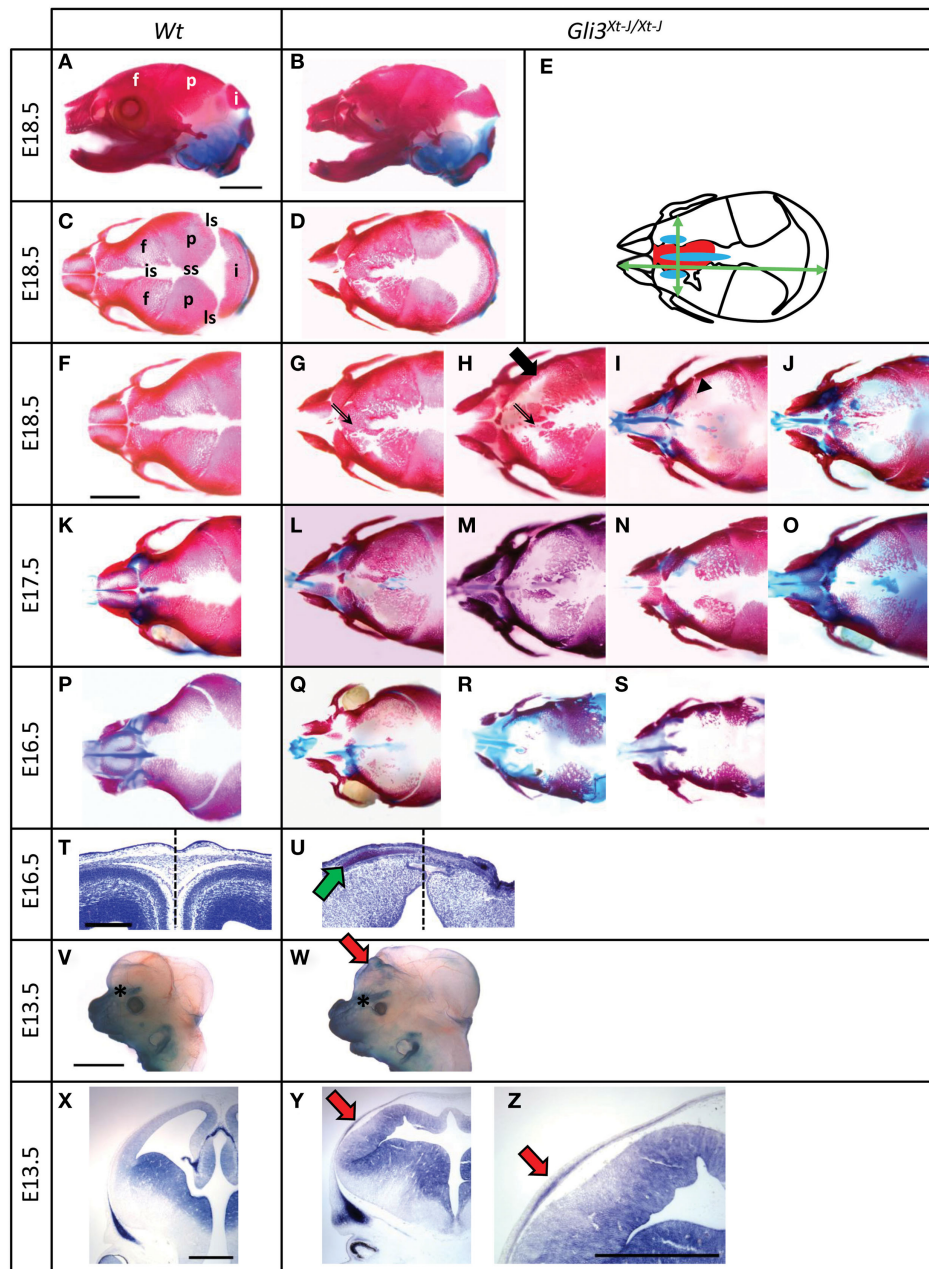 Wt
Gli3Xt-J/Xt-J
E18.5
A
f
p
i
B
E
E18.5
C
ls
f
p
is
ss
i
f
p
ls
D
E18.5
F
G
H
I
J
E17.5
K
L
M
N
O
E16.5
P
Q
R
S
E16.5
T
U
E13.5
V
*
W
*
E13.5
X
Y
Z